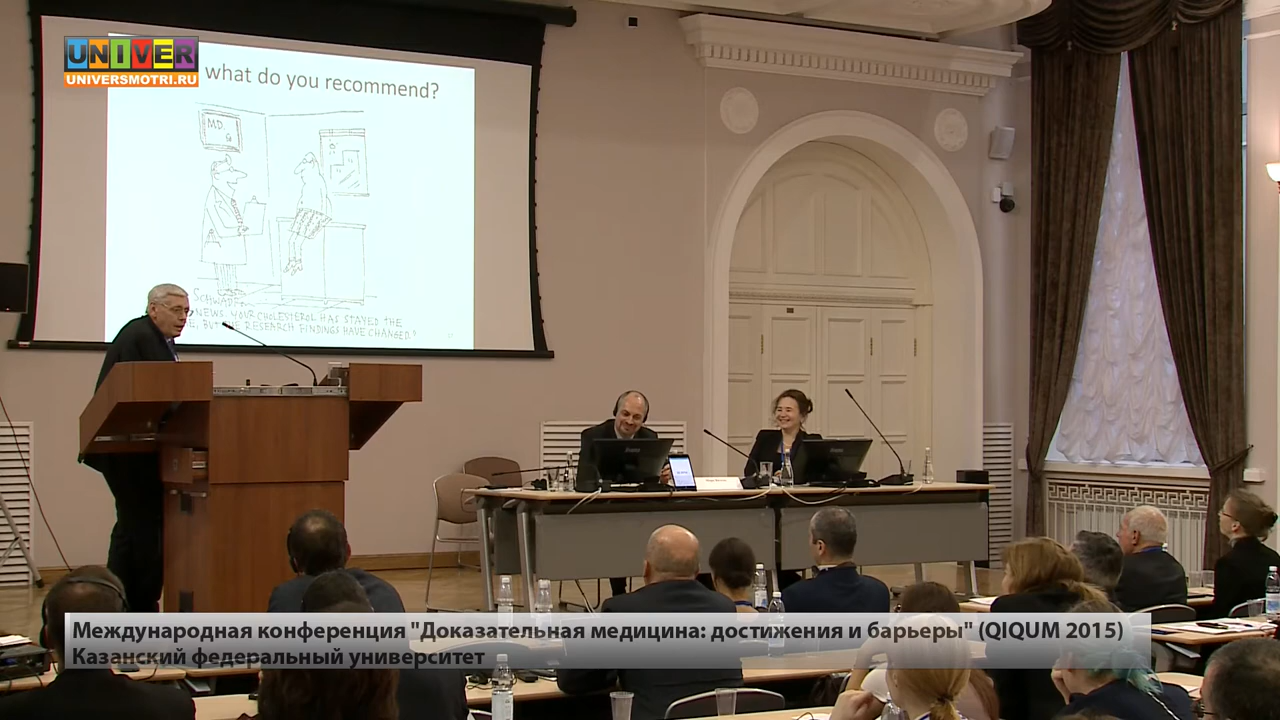 UNIVER
UNIVERSMOTRI.RU
what do you recommend?
MD
SCHWAD
NEWS. YOUR CHOLESTEROL HAS STAYED THE
, BUT THE RESEARCH FINDINGS HAVE CHANGED."
Международная конференция "Доказательная медицина: достижения и барьеры" (QIQUM 2015)
Казанский федеральный университет